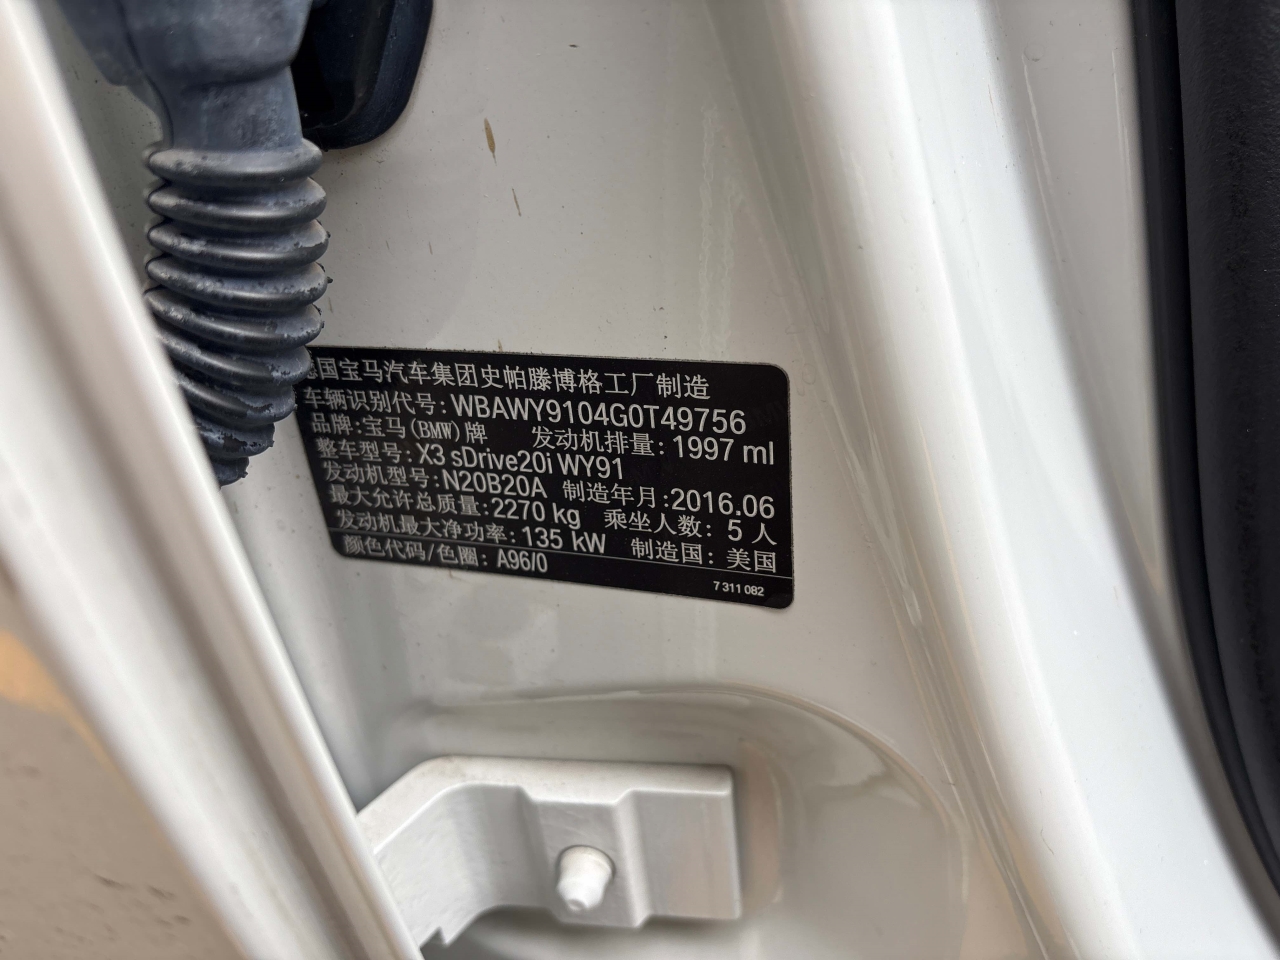 德国宝马汽车集团史帕滕博格工厂制造
车辆识别代号: WBAWY9104G0T49756
品牌: 宝马(BMW)牌 发动机排量: 1997 ml
整车型号: X3 sDrive20i WY91
发动机型号: N20B20A 制造年月: 2016.06
最大允许总质量: 2270 kg 乘坐人数: 5 人
发动机最大净功率: 135 kW 制造国: 美国
颜色代码/色圈: A96/0
7 311 082